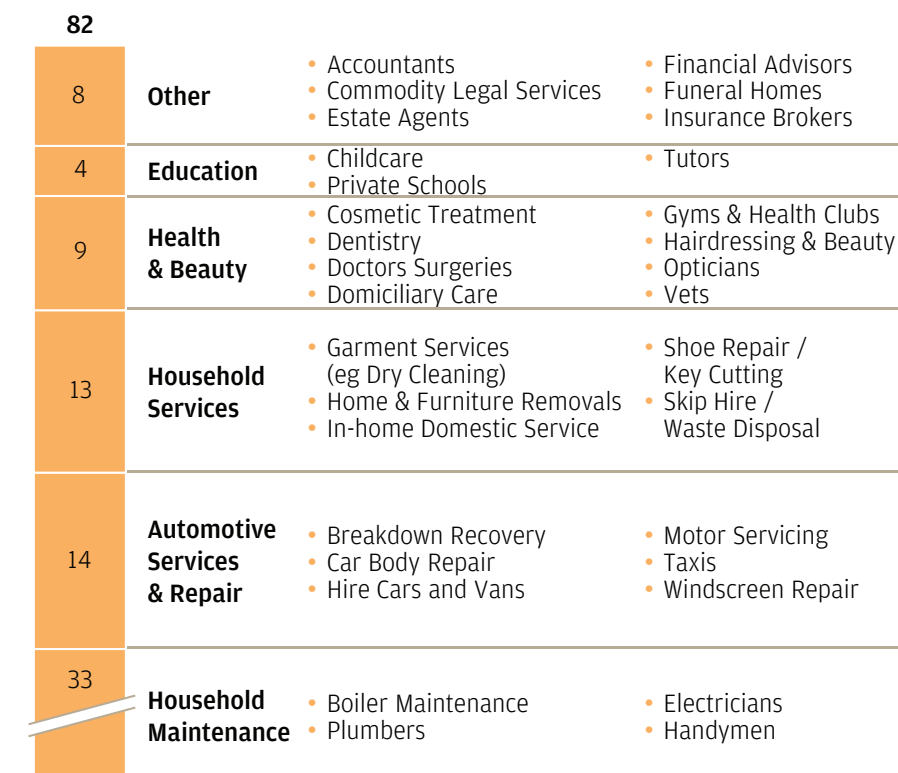 82
8
Other
• Accountants
• Commodity Legal Services
• Estate Agents
• Financial Advisors
• Funeral Homes
• Insurance Brokers
4
Education
• Childcare
• Private Schools
• Tutors
9
Health
& Beauty
• Cosmetic Treatment
• Dentistry
• Doctors Surgeries
• Domiciliary Care
• Gyms & Health Clubs
• Hairdressing & Beauty
• Opticians
• Vets
13
Household
Services
• Garment Services
(eg Dry Cleaning)
• Home & Furniture Removals
• In-home Domestic Service
• Shoe Repair /
Key Cutting
• Skip Hire /
Waste Disposal
14
Automotive
Services
& Repair
• Breakdown Recovery
• Car Body Repair
• Hire Cars and Vans
• Motor Servicing
• Taxis
• Windscreen Repair
33
Household
Maintenance
• Boiler Maintenance
• Plumbers
• Electricians
• Handymen